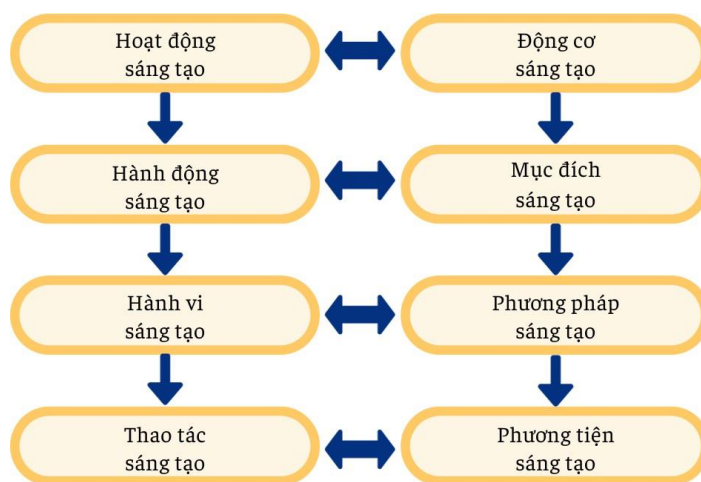 Hoạt động
sáng tạo
Động cơ
sáng tạo
Hành động
sáng tạo
Mục đích
sáng tạo
Hành vi
sáng tạo
Phương pháp
sáng tạo
Thao tác
sáng tạo
Phương tiện
sáng tạo